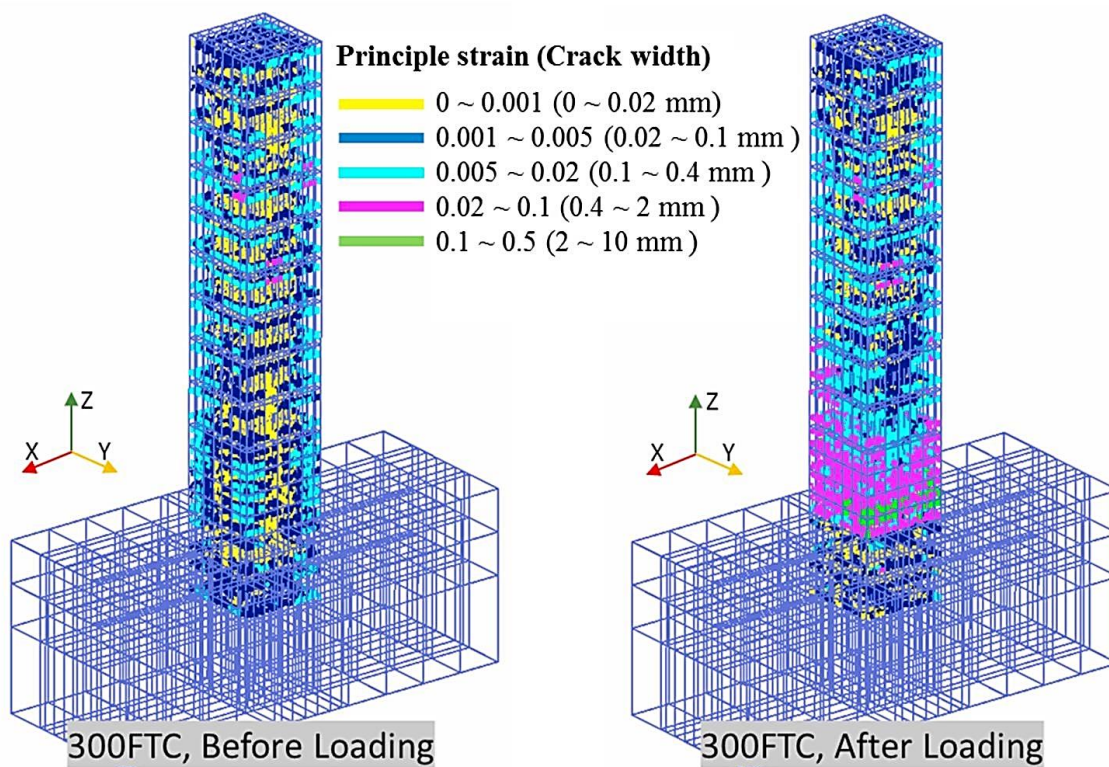 Principle strain (Crack width)
0 ~ 0.001 (0 ~ 0.02 mm)
0.001 ~ 0.005 (0.02 ~ 0.1 mm )
0.005 ~ 0.02 (0.1 ~ 0.4 mm )
0.02 ~ 0.1 (0.4 ~ 2 mm )
0.1 ~ 0.5 (2 ~ 10 mm )
Z
X
Y
Z
X
Y
300FTC, Before Loading
300FTC, After Loading